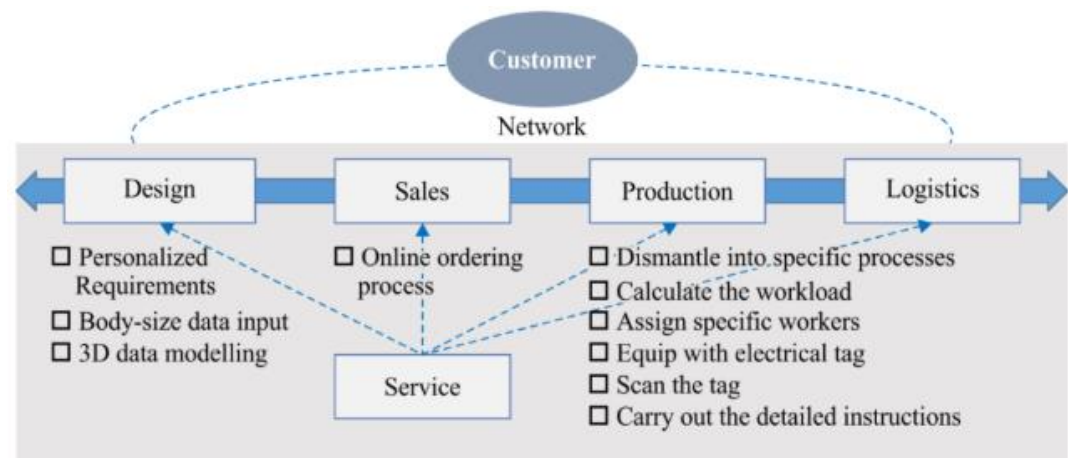 Customer
Network
Design
Sales
Production
Logistics
☐ Personalized
Requirements
☐ Body-size data input
☐ 3D data modelling
☐ Online ordering
process
☐ Dismantle into specific processes
☐ Calculate the workload
☐ Assign specific workers
☐ Equip with electrical tag
☐ Scan the tag
☐ Carry out the detailed instructions
Service